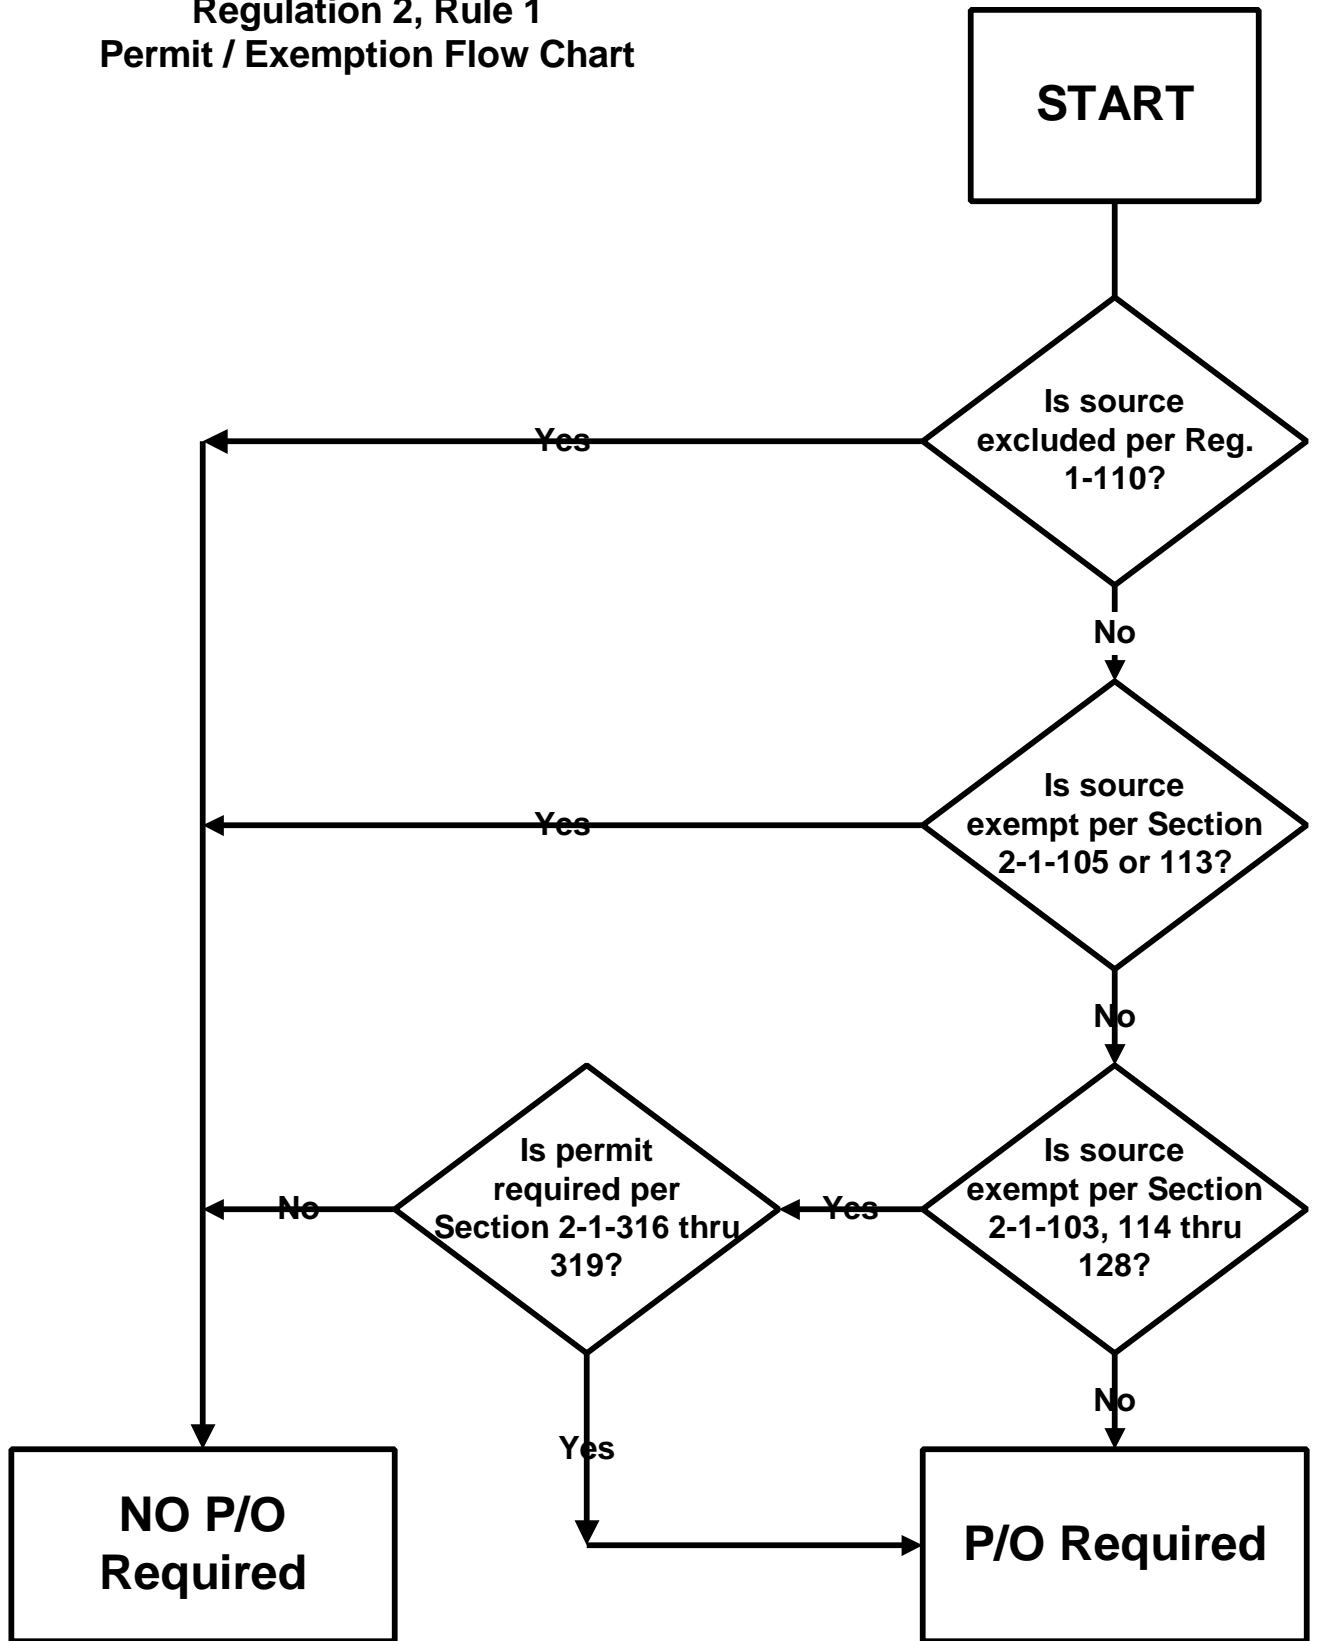 Regulation 2, Rule 1
Permit / Exemption Flow Chart
START
Is source
excluded per Reg.
1-110?
Yes
No
Is source
exempt per Section
2-1-105 or 113?
Yes
No
Is source
exempt per Section
2-1-103, 114 thru
128?
Yes
Is permit
required per
Section 2-1-316 thru
319?
No
No
Yes
NO P/O
Required
P/O Required